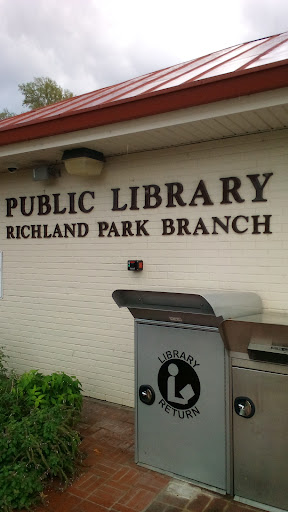 PUBLIC LIBRARY
RICHLAND PARK BRANCH
LIBRARY
RETURN